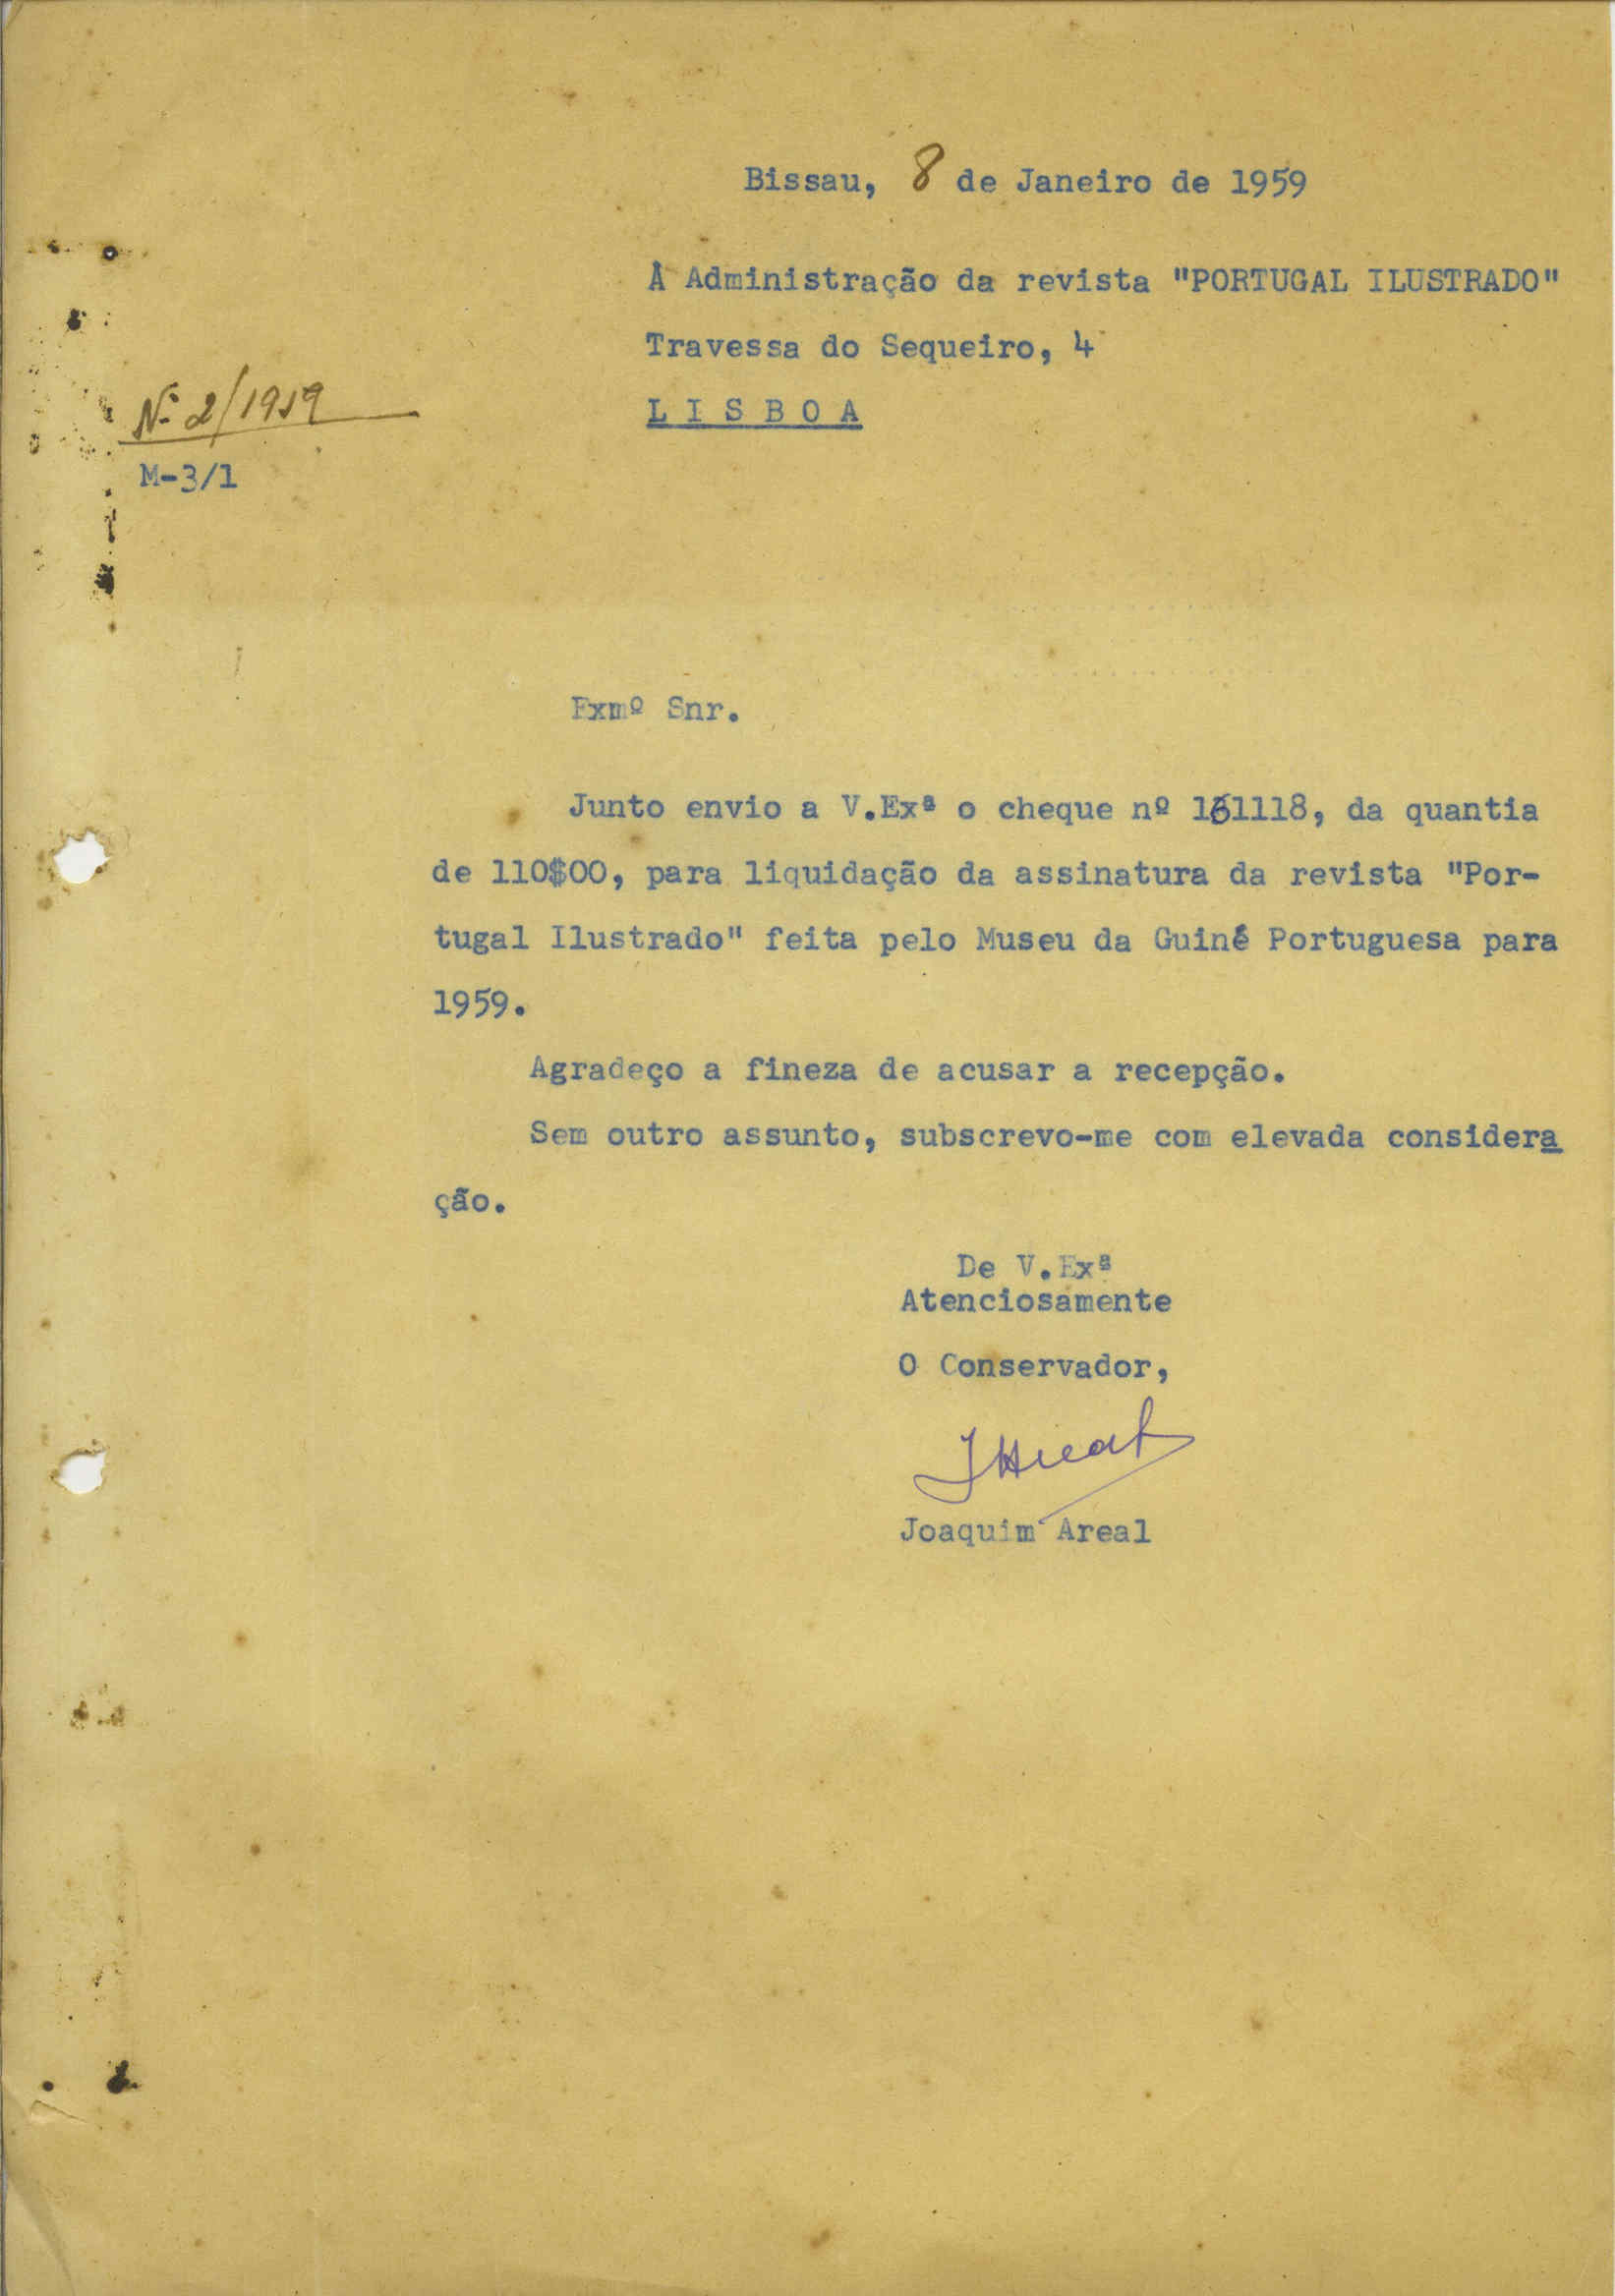 Bissau, 8 de Janeiro de 1959
À Administração da revista "PORTUGAL ILUSTRADO"
Travessa do Sequeiro, 4
L I S B O A
Nº 2/1959
M-3/1
Exmº Snr.
Junto envio a V.Exª o cheque nº 161118, da quantia
de 110$00, para liquidação da assinatura da revista "Por-
tugal Ilustrado" feita pelo Museu da Guiné Portuguesa para
1959.
Agradeço a fineza de acusar a recepção.
Sem outro assunto, subscrevo-me com elevada considera
ção.
De V.Exª
Atenciosamente
O Conservador,
JAreal
Joaquim Areal